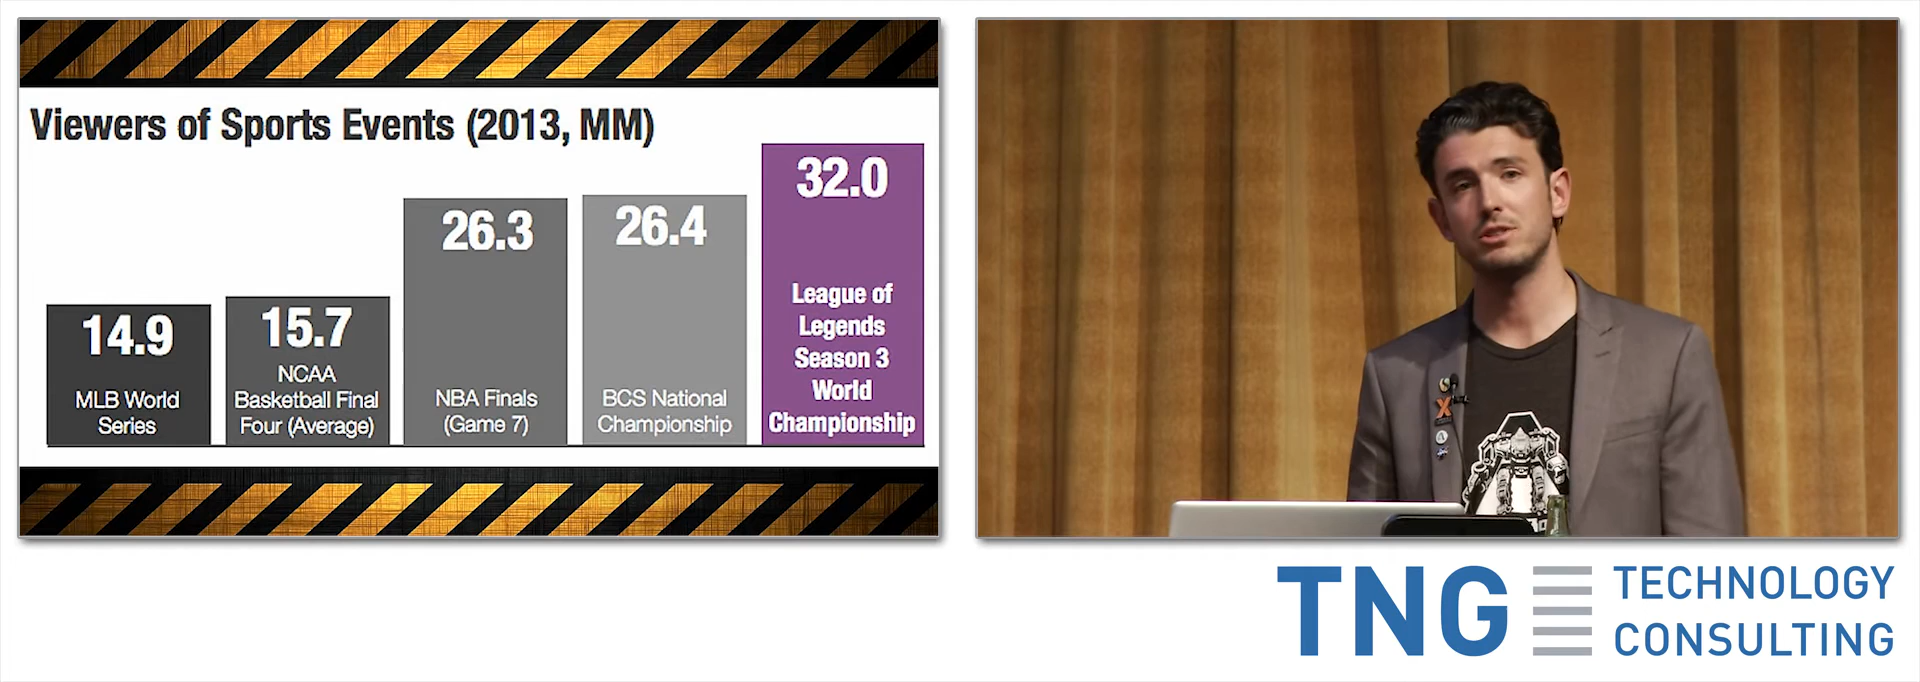 Viewers of Sports Events (2013, MM)
14.9
MLB World
Series
15.7
NCAA
Basketball Final
Four (Average)
26.3
NBA Finals
(Game 7)
26.4
BCS National
Championship
32.0
League of
Legends
Season 3
World
Championship
TNG TECHNOLOGY
CONSULTING